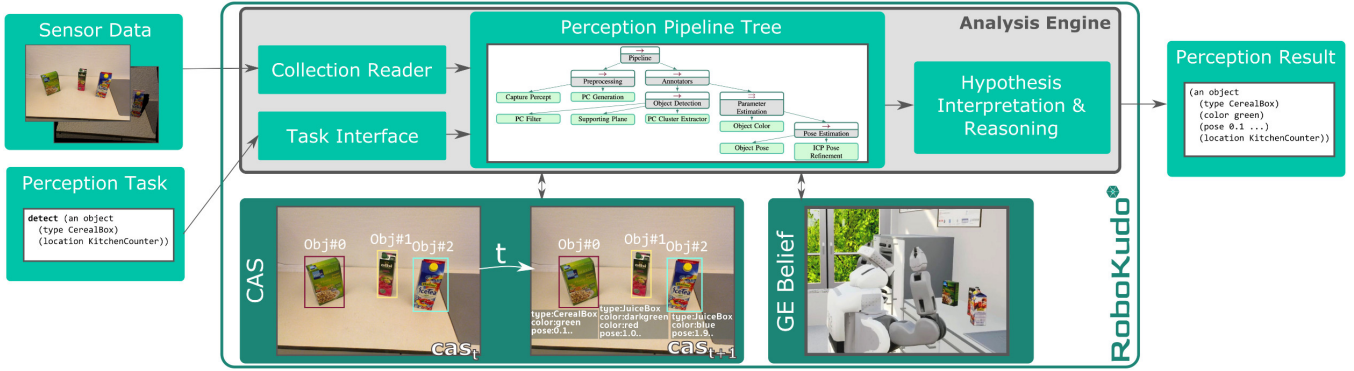 Sensor Data
Perception Task
detect (an object
(type CerealBox)
(location KitchenCounter))
Analysis Engine
Collection Reader
Task Interface
Perception Pipeline Tree
Pipeline
Preprocessing
Annotators
Capture Percept
PC Generation
Object Detection
Parameter
Estimation
PC Filter
Supporting Plane
PC Cluster Extractor
Object Color
Pose Estimation
Object Pose
ICP Pose
Refinement
Hypothesis
Interpretation &
Reasoning
Perception Result
(an object
(type CerealBox)
(color green)
(pose 0.1 ...)
(location KitchenCounter))
CAS
Obj#0
Obj#1
Obj#2
cas_t
t
Obj#0
Obj#1
Obj#2
type:CerealBox
color:green
pose:0.1..
type:JuiceBox
color:darkgreen
color:red
pose:1.0..
type:JuiceBox
color:blue
pose:1.9..
cas_t+1
GE Belief
RoboKudo